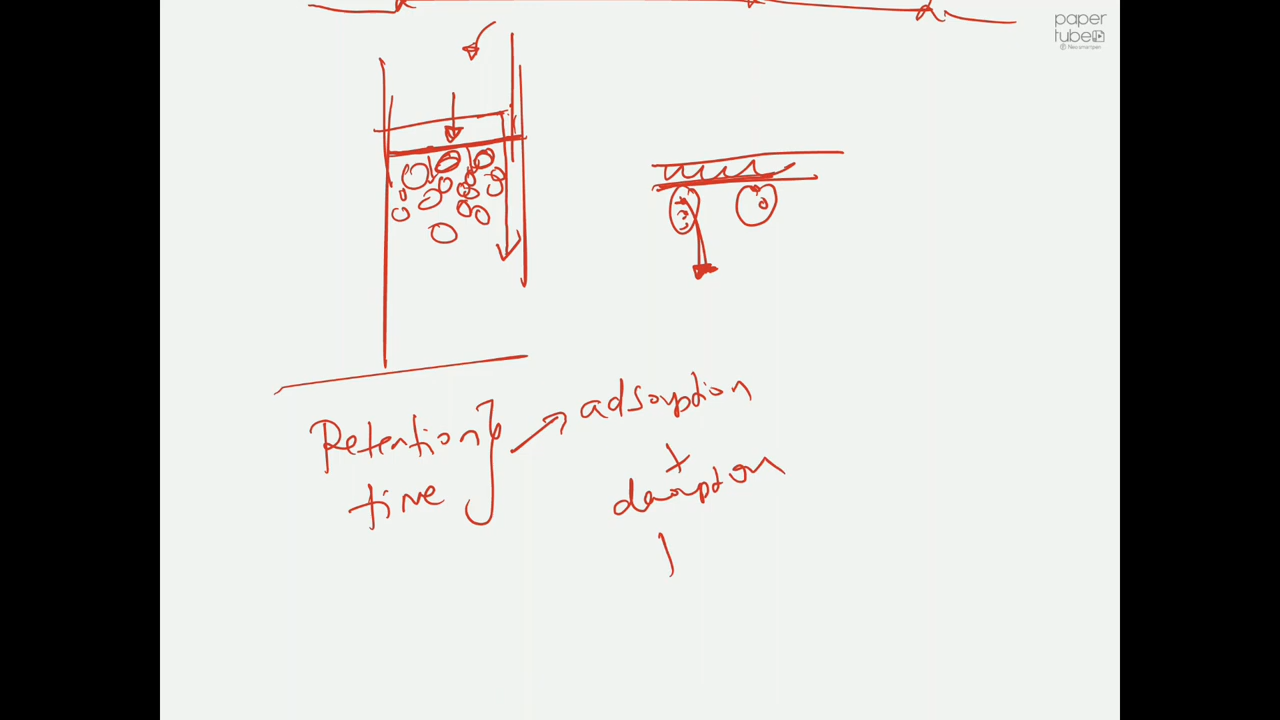 paper
tube
Retention
time
adsorption
+
desorption